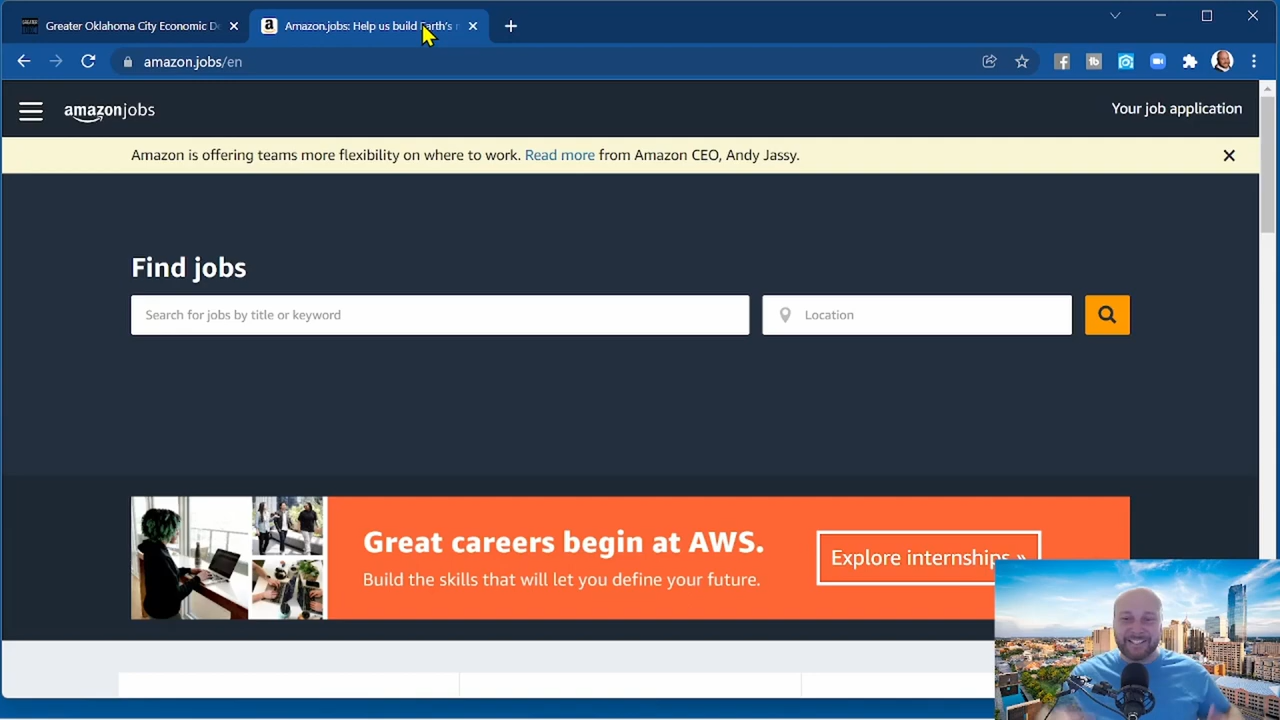 Greater Oklahoma City Economic De
Amazon.jobs: Help us build Earth's
amazon.jobs/en
amazonjobs
Your job application
Amazon is offering teams more flexibility on where to work. Read more from Amazon CEO, Andy Jassy.
Find jobs
Search for jobs by title or keyword
Location
Great careers begin at AWS.
Explore internships »
Build the skills that will let you define your future.